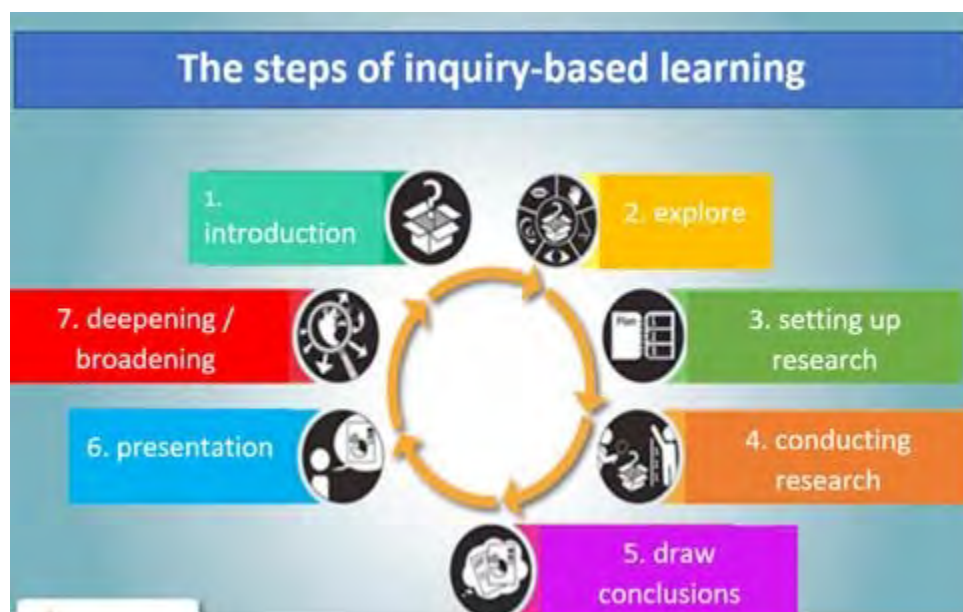 The steps of inquiry-based learning
1.
introduction
2. explore
3. setting up
research
4. conducting
research
5. draw
conclusions
6. presentation
7. deepening /
broadening
Plan